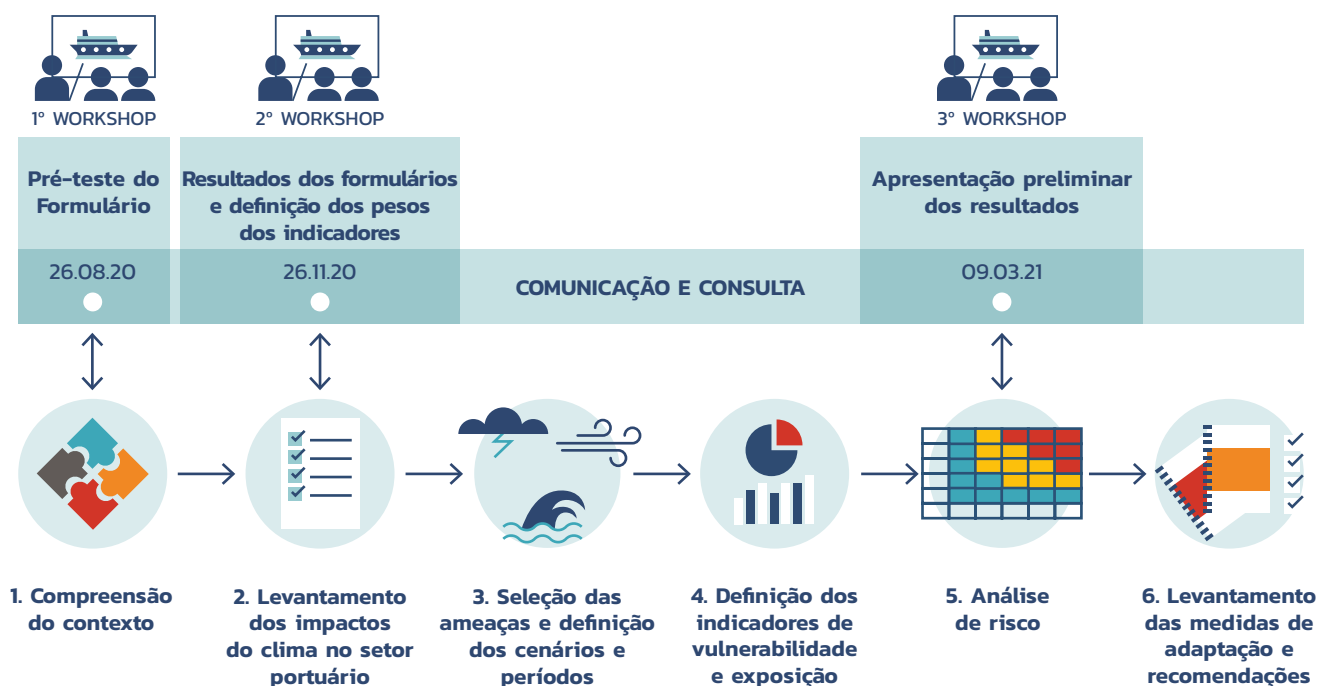 1º WORKSHOP
2º WORKSHOP
3º WORKSHOP
Pré-teste do
Formulário
Resultados dos formulários
e definição dos pesos
dos indicadores
Apresentação preliminar
dos resultados
26.08.20
26.11.20
COMUNICAÇÃO E CONSULTA
09.03.21
1. Compreensão
do contexto
2. Levantamento
dos impactos
do clima no setor
portuário
3. Seleção das
ameaças e definição
dos cenários e
períodos
4. Definição dos
indicadores de
vulnerabilidade
e exposição
5. Análise
de risco
6. Levantamento
das medidas de
adaptação e
recomendações